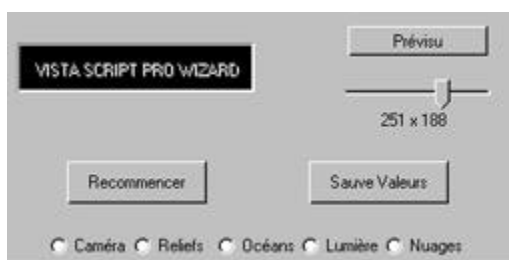 Prévisu
VISTA SCRIPT PRO WIZARD
251 x 188
Recommencer
Sauve Valeurs
Caméra Reliefs Océans Lumière Nuages